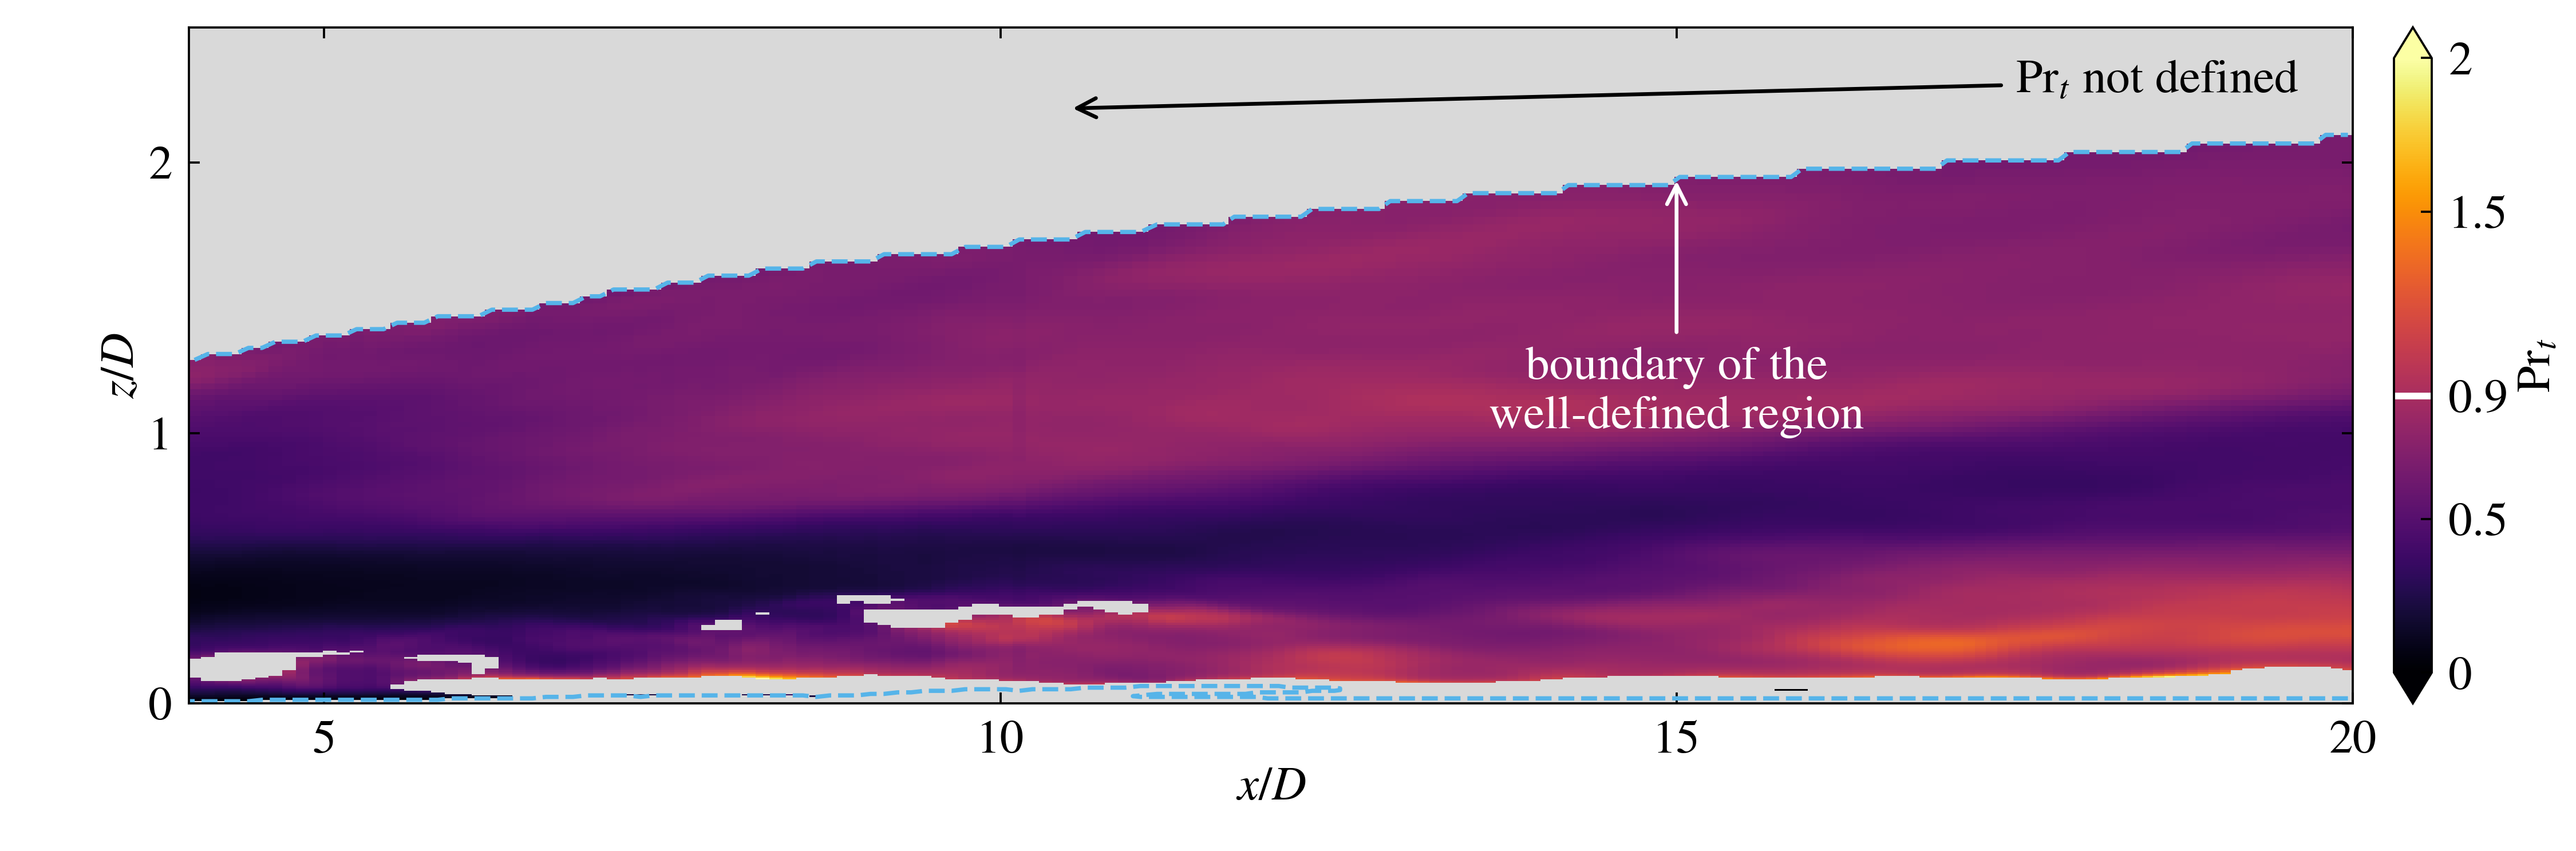 Prₜ not defined
boundary of the
well-defined region
z/D
2
1
0
5
10
15
20
x/D
2
1.5
0.9
0.5
0
Prₜ